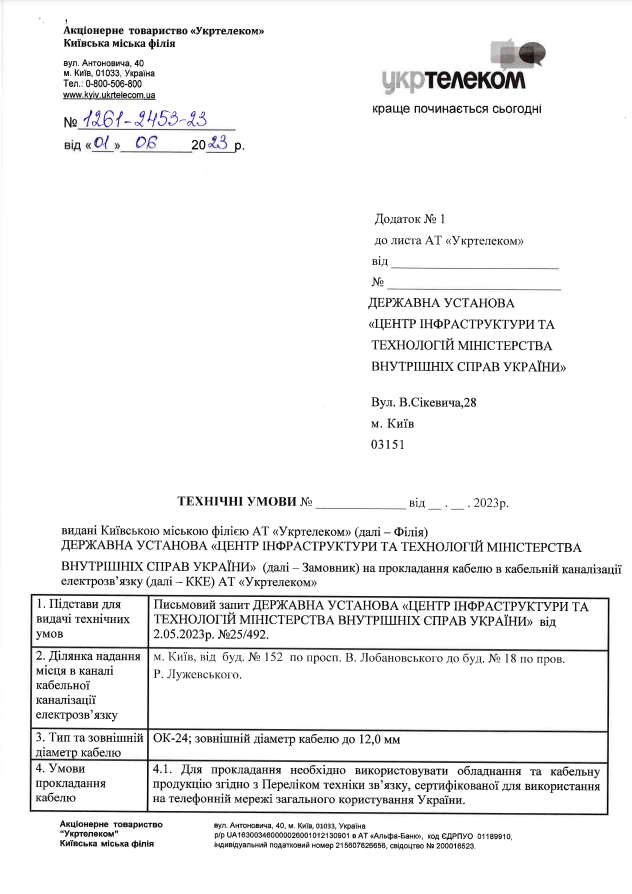 Акціонерне товариство «Укртелеком»
Київська міська філія
вул. Антоновича, 40
м. Київ, 01033, Україна
Тел.: 0-800-506-800
www.kyiv.ukrtelecom.ua
№ 1261-2453-23
від «01» 06 2023 р.
укртелеком
краще починається сьогодні
Додаток № 1
до листа АТ «Укртелеком»
від ________________________
№ _________________________
ДЕРЖАВНА УСТАНОВА
«ЦЕНТР ІНФРАСТРУКТУРИ ТА
ТЕХНОЛОГІЙ МІНІСТЕРСТВА
ВНУТРІШНІХ СПРАВ УКРАЇНИ»
Вул. В.Сікевича,28
м. Київ
03151
ТЕХНІЧНІ УМОВИ № ______________ від __ . __ . 2023р.
видані Київською міською філією АТ «Укртелеком» (далі – Філія)
ДЕРЖАВНА УСТАНОВА «ЦЕНТР ІНФРАСТРУКТУРИ ТА ТЕХНОЛОГІЙ МІНІСТЕРСТВА
ВНУТРІШНІХ СПРАВ УКРАЇНИ» (далі – Замовник) на прокладання кабелю в кабельній каналізації
електрозв’язку (далі – ККЕ) АТ «Укртелеком»
1. Підстави для
видачі технічних
умов
Письмовий запит ДЕРЖАВНА УСТАНОВА «ЦЕНТР ІНФРАСТРУКТУРИ ТА
ТЕХНОЛОГІЙ МІНІСТЕРСТВА ВНУТРІШНІХ СПРАВ УКРАЇНИ» від
2.05.2023р. №25/492.
2. Ділянка надання
місця в каналі
кабельної
каналізації
електрозв’язку
м. Київ, від буд. № 152 по просп. В. Лобановського до буд. № 18 по пров.
Р. Лужевського.
3. Тип та зовнішній
діаметр кабелю
ОК-24; зовнішній діаметр кабелю до 12,0 мм
4. Умови
прокладання
кабелю
4.1. Для прокладання необхідно використовувати обладнання та кабельну
продукцію згідно з Переліком техніки зв’язку, сертифікованої для використання
на телефонній мережі загального користування України.
Акціонерне товариство
“Укртелеком”
Київська міська філія
вул. Антоновича, 40, м. Київ, 01033, Україна
р/р UA163003460000026001012130901 в АТ «Альфа-Банк», код ЄДРПУО 01189910,
індивідуальний податковий номер 215607626656, свідоцтво № 200016523.